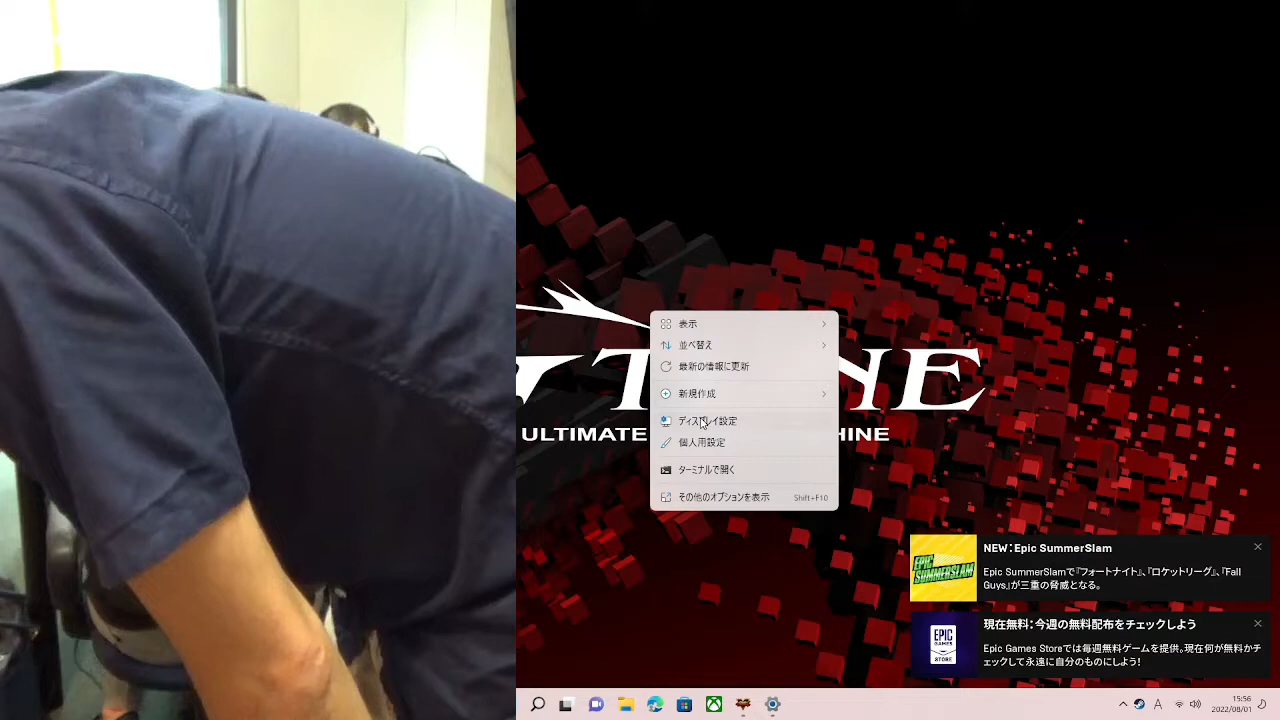 表示
並べ替え
最新の情報に更新
新規作成
ディスプレイ設定
個人用設定
ターミナルで開く
その他のオプションを表示 Shift+F10
T NE
ULTIMATE HINE
EPIC
SUMMERSLAM
NEW：Epic SummerSlam
Epic SummerSlamで『フォートナイト』、『ロケットリーグ』、『Fall
Guys』が三重の脅威となる。
EPIC
GAMES
STORE
現在無料：今週の無料配布をチェックしよう
Epic Games Storeでは毎週無料ゲームを提供。現在何が無料かチ
ェックして永遠に自分のものにしよう！
A
15:56
2022/08/01